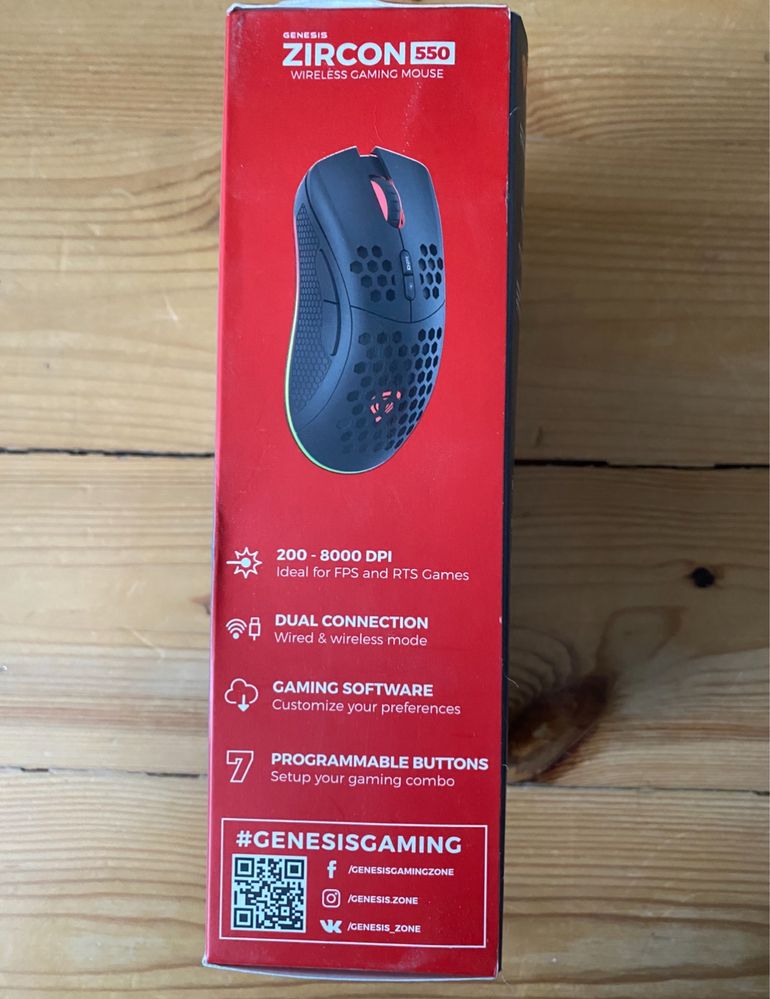 GENESIS
ZIRCON 550
WIRELESS GAMING MOUSE
200 - 8000 DPI
Ideal for FPS and RTS Games
DUAL CONNECTION
Wired & wireless mode
GAMING SOFTWARE
Customize your preferences
7
PROGRAMMABLE BUTTONS
Setup your gaming combo
#GENESISGAMING
/GENESISGAMINGZONE
/GENESIS.ZONE
/GENESIS_ZONE